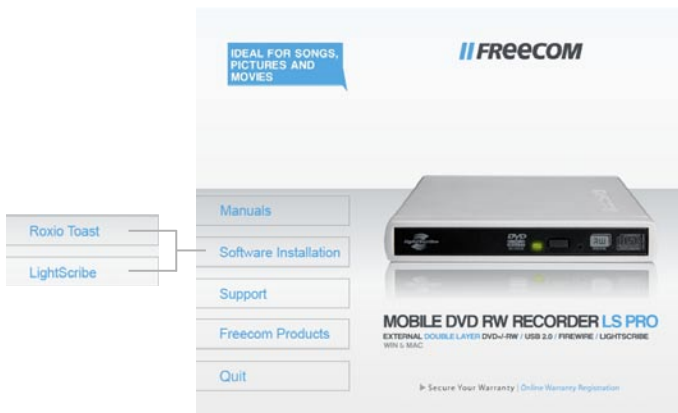 IDEAL FOR SONGS,
PICTURES AND
MOVIES
FREECOM
Roxio Toast
LightScribe
Manuals
Software Installation
Support
Freecom Products
Quit
MOBILE DVD RW RECORDER LS PRO
EXTERNAL DOUBLE LAYER DVD+/-RW / USB 2.0 / FIREWIRE / LIGHTSCRIBE
WIN & MAC
Secure Your Warranty | Online Warranty Registration